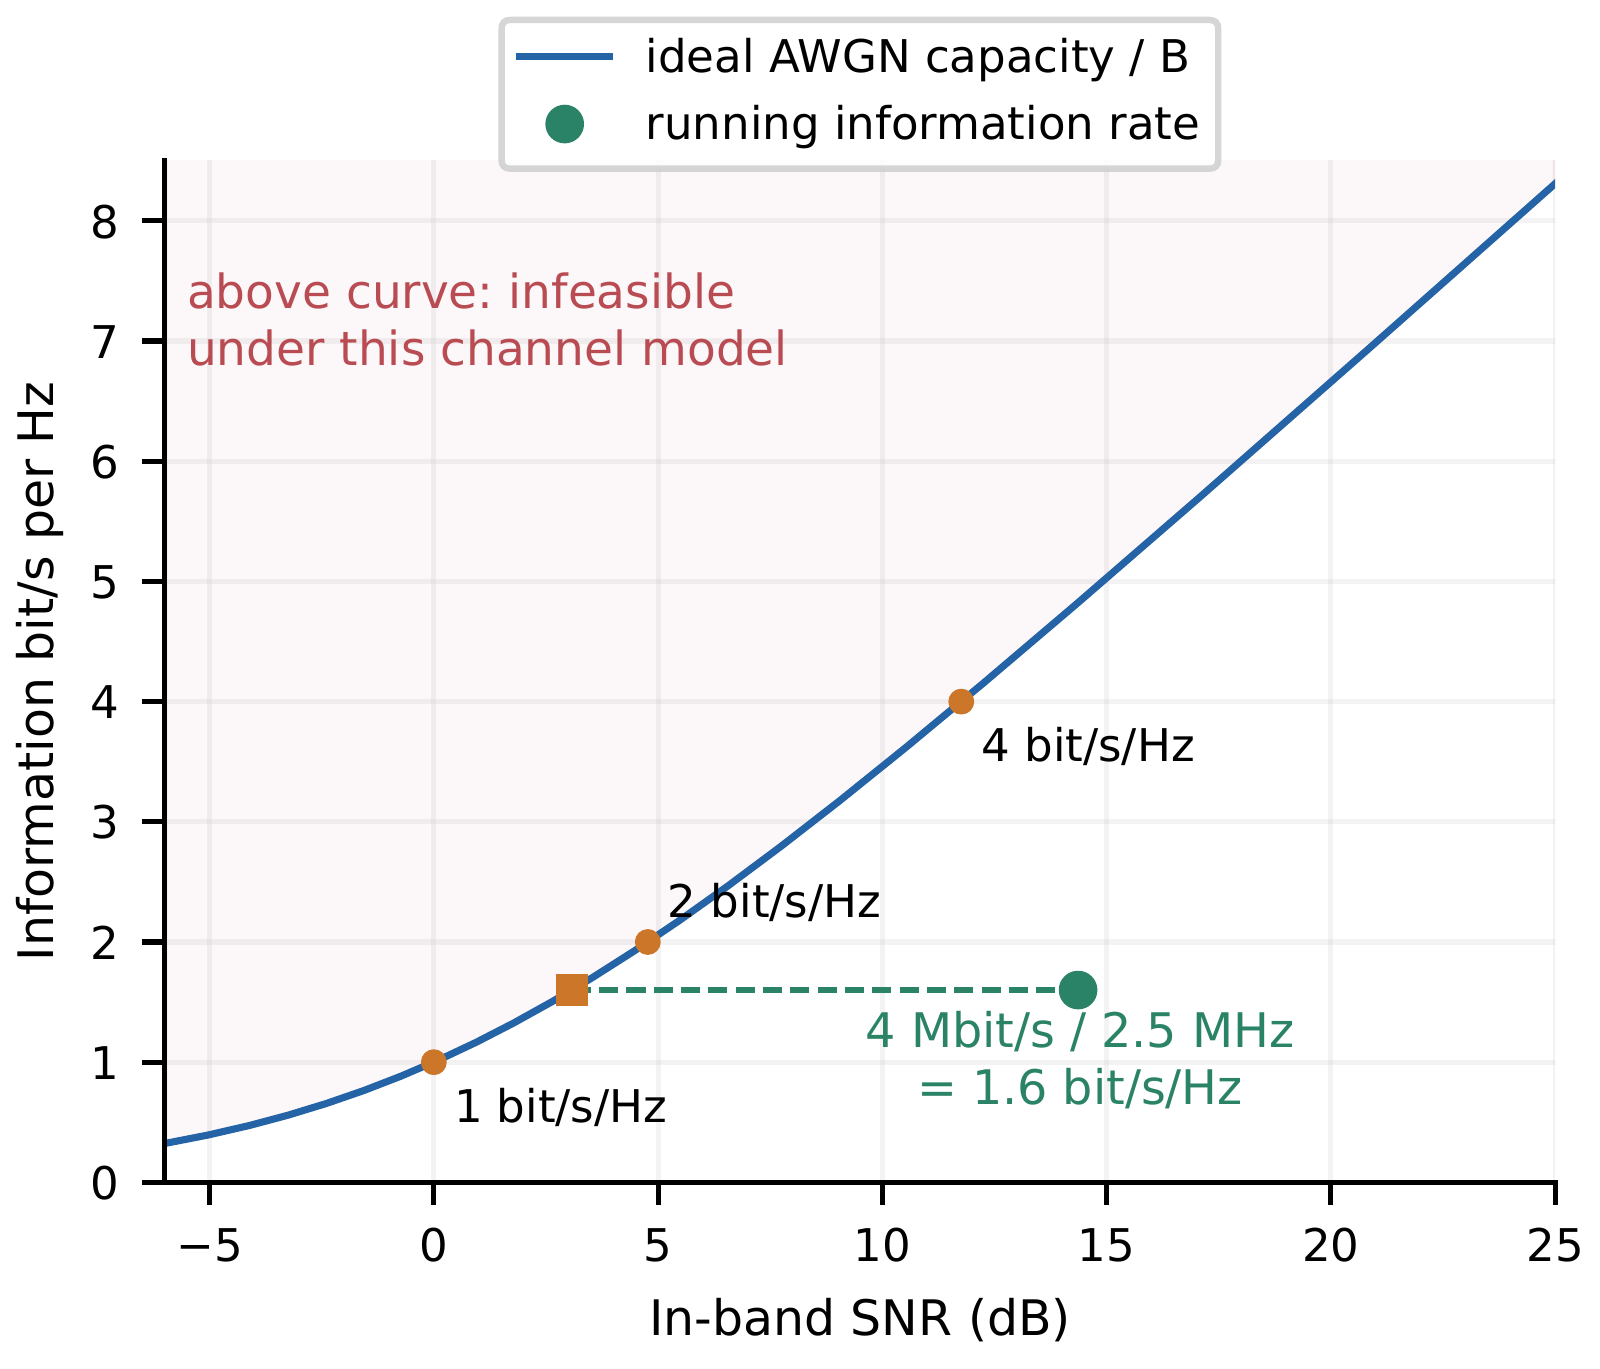 ideal AWGN capacity / B
running information rate
8
7
6
5
4
3
2
1
0
Information bit/s per Hz
above curve: infeasible
under this channel model
4 bit/s/Hz
2 bit/s/Hz
4 Mbit/s / 2.5 MHz
= 1.6 bit/s/Hz
1 bit/s/Hz
−5 0 5 10 15 20 25
In-band SNR (dB)